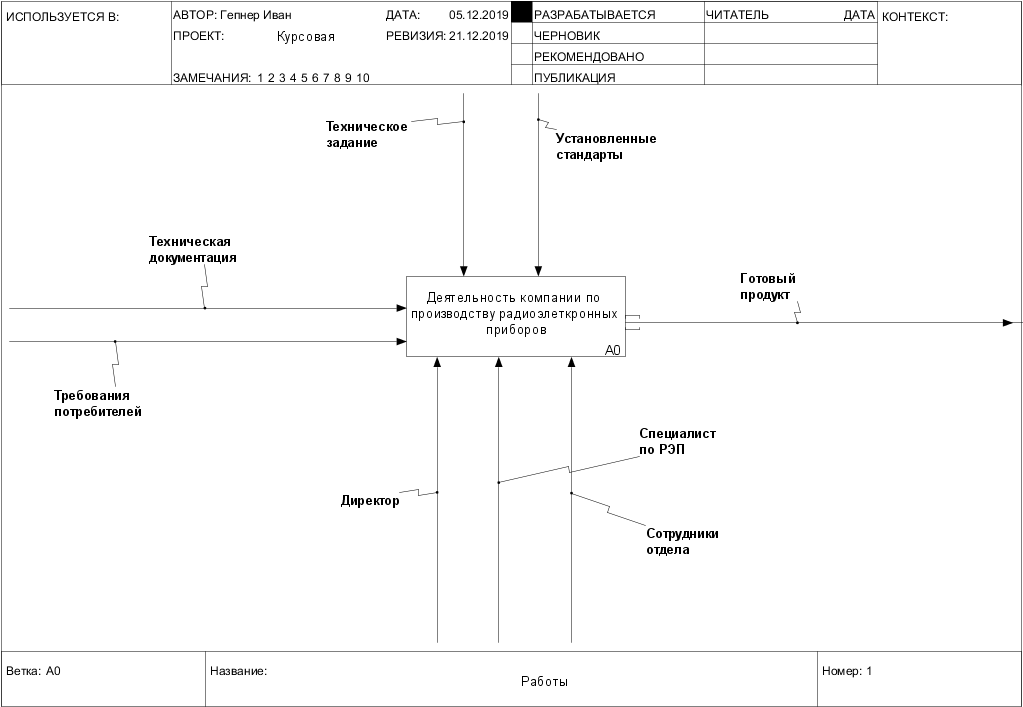 ИСПОЛЬЗУЕТСЯ В:
АВТОР: Гепнер Иван
ДАТА: 05.12.2019
РАЗРАБАТЫВАЕТСЯ
ЧИТАТЕЛЬ
ДАТА
КОНТЕКСТ:
ПРОЕКТ: Курсовая
РЕВИЗИЯ: 21.12.2019
ЧЕРНОВИК
РЕКОМЕНДОВАНО
ЗАМЕЧАНИЯ: 1 2 3 4 5 6 7 8 9 10
ПУБЛИКАЦИЯ
Техническое
задание
Установленные
стандарты
Техническая
документация
Готовый
продукт
Деятельность компании по
производству радиоэлеткронных
приборов
A0
Требования
потребителей
Специалист
по РЭП
Директор
Сотрудники
отдела
Ветка: A0
Название:
Работы
Номер: 1